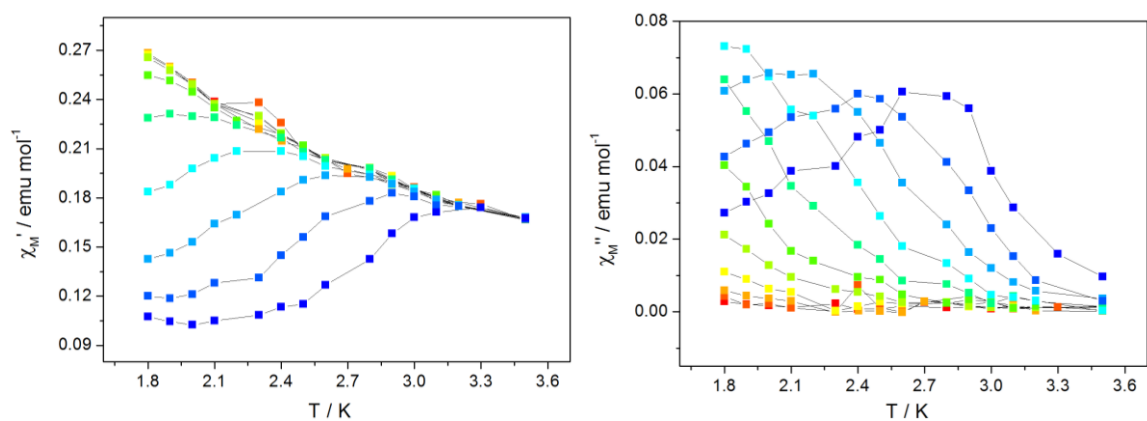 χM' / emu mol-1
0.27
0.24
0.21
0.18
0.15
0.12
0.09
1.8 2.1 2.4 2.7 3.0 3.3 3.6
T / K
χM'' / emu mol-1
0.08
0.06
0.04
0.02
0.00
1.8 2.1 2.4 2.7 3.0 3.3 3.6
T / K